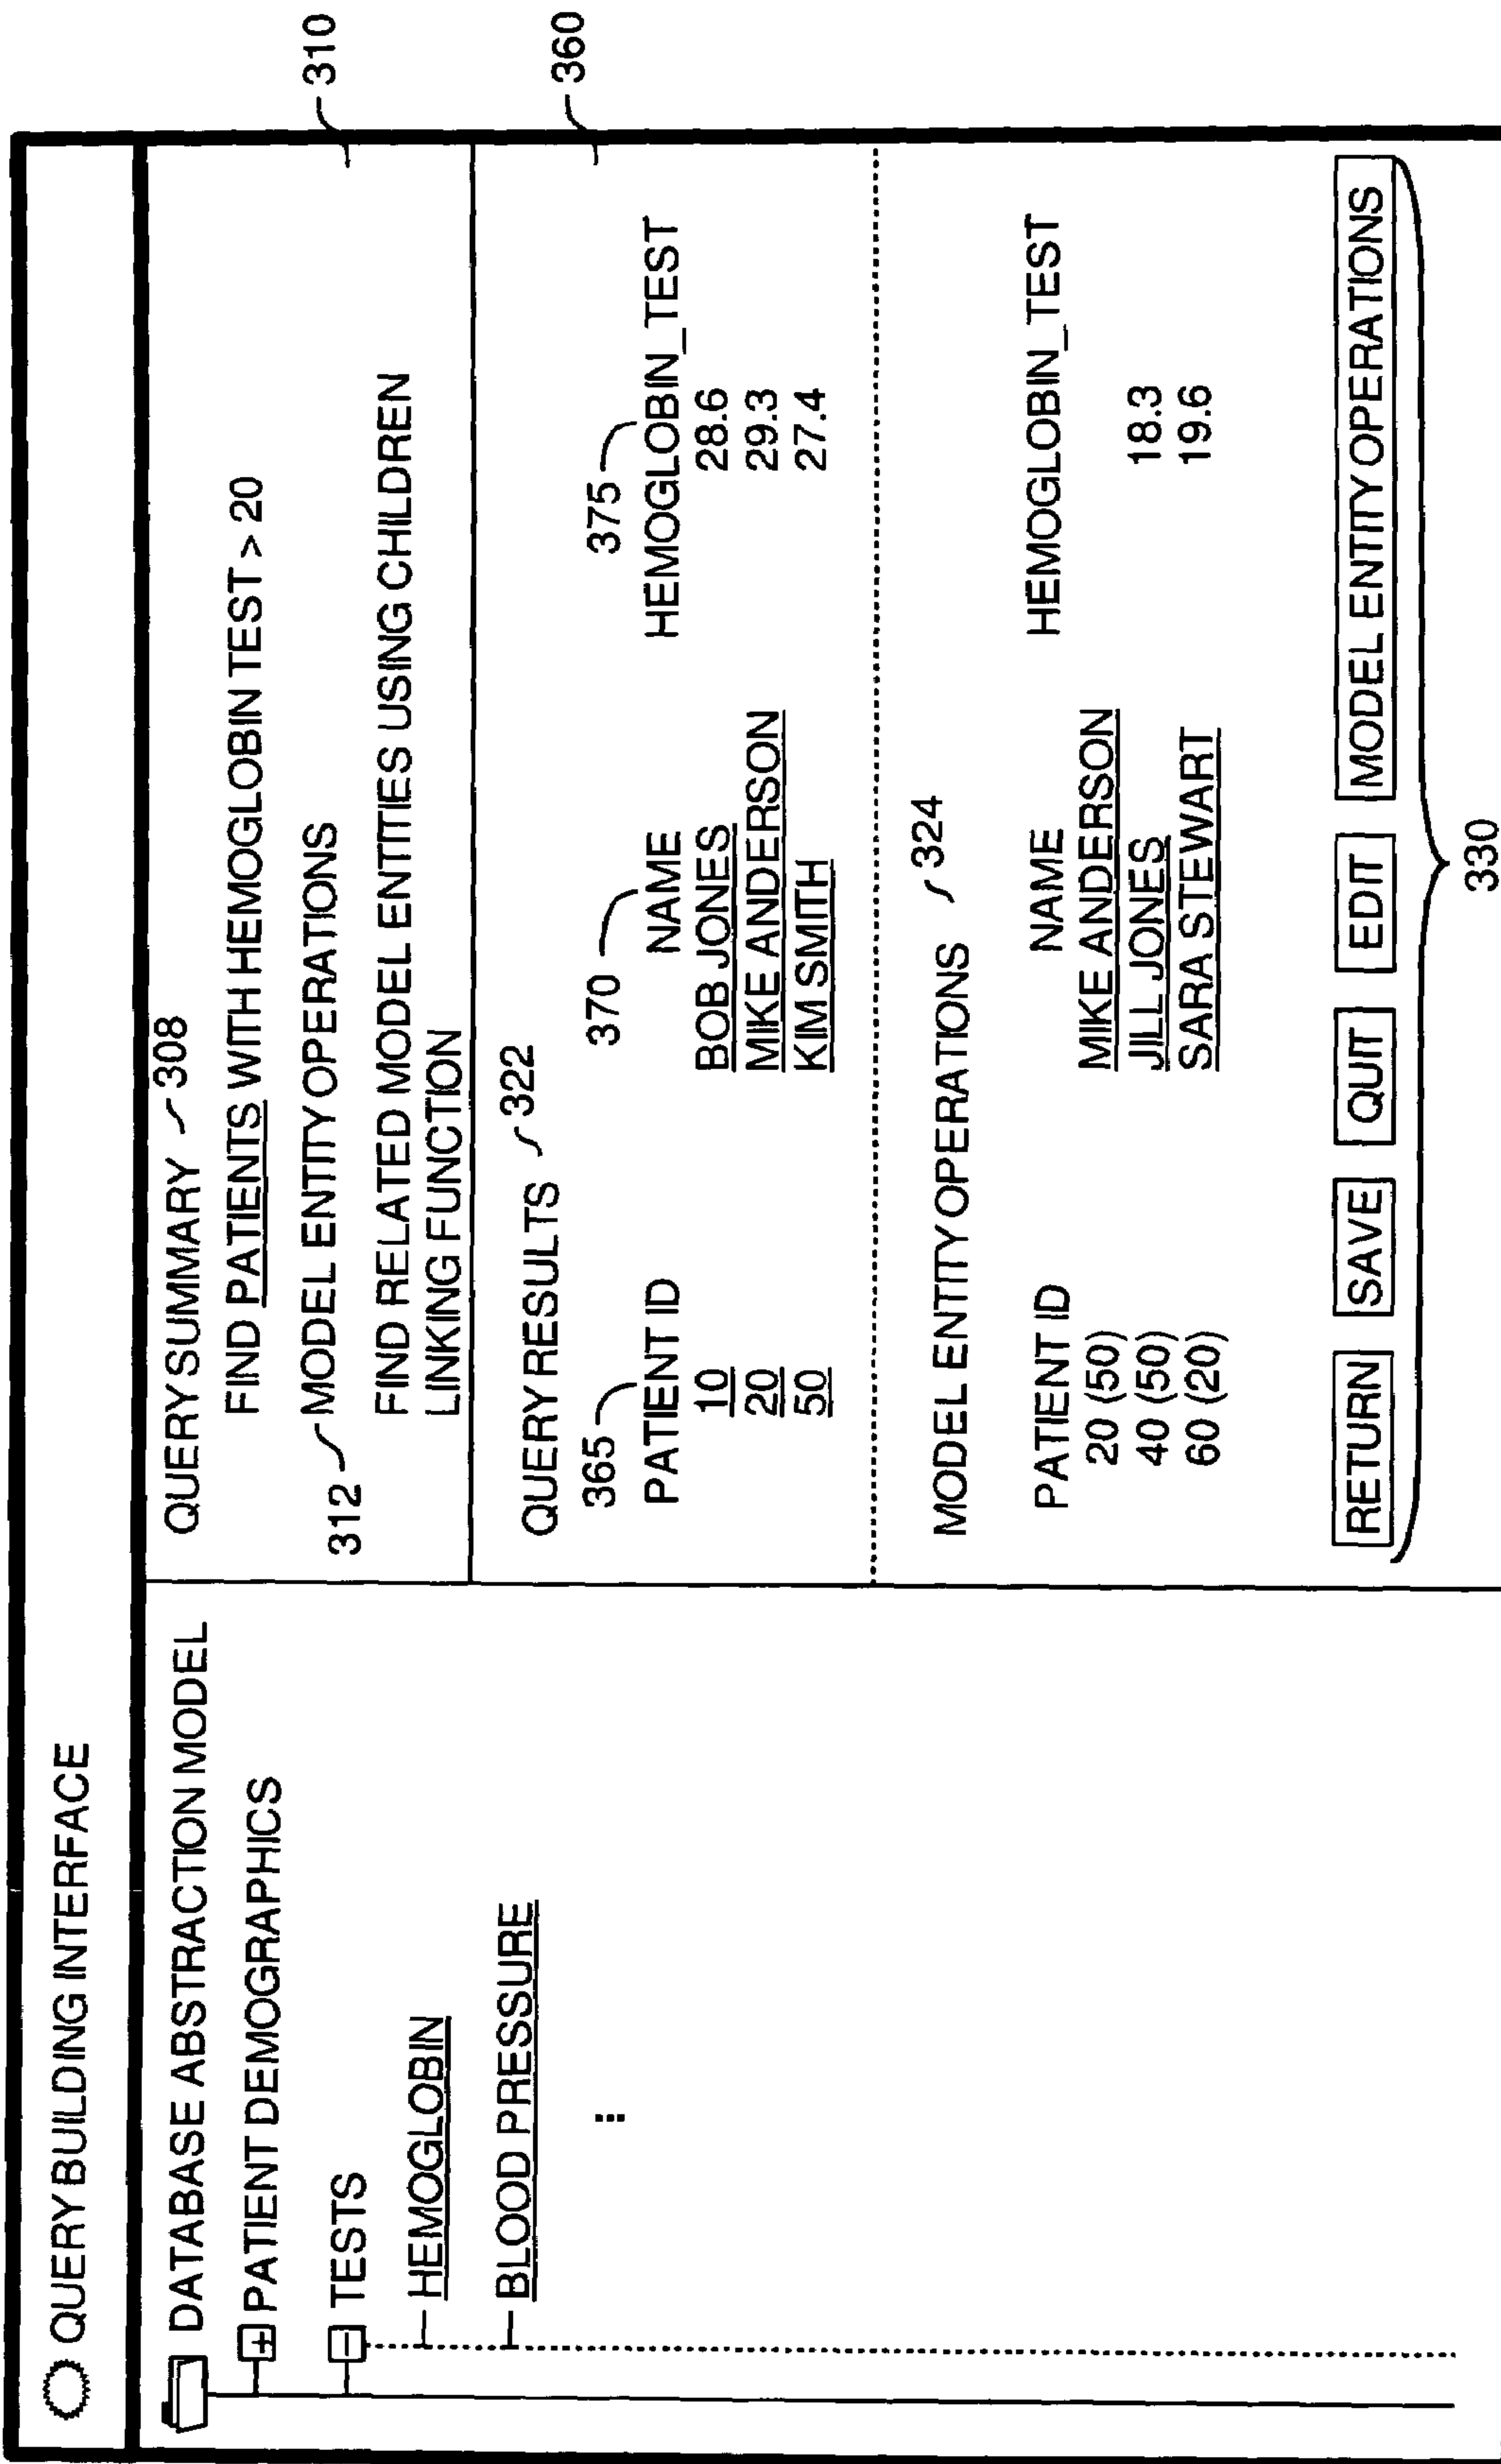 QUERY BUILDING INTERFACE
DATABASE ABSTRACTION MODEL
+ PATIENT DEMOGRAPHICS
- TESTS
HEMOGLOBIN
BLOOD PRESSURE
...
QUERY SUMMARY 308
FIND PATIENTS WITH HEMOGLOBIN TEST > 20
312 MODEL ENTITY OPERATIONS
FIND RELATED MODEL ENTITIES USING CHILDREN
LINKING FUNCTION
310
QUERY RESULTS 322
360
365 370 375
PATIENT ID NAME HEMOGLOBIN_TEST
10 BOB JONES 28.6
20 MIKE ANDERSON 29.3
50 KIM SMITH 27.4
MODEL ENTITY OPERATIONS 324
PATIENT ID NAME HEMOGLOBIN_TEST
20 (50) MIKE ANDERSON
40 (50) JILL JONES 18.3
60 (20) SARA STEWART 19.6
RETURN SAVE QUIT EDIT MODEL ENTITY OPERATIONS
330